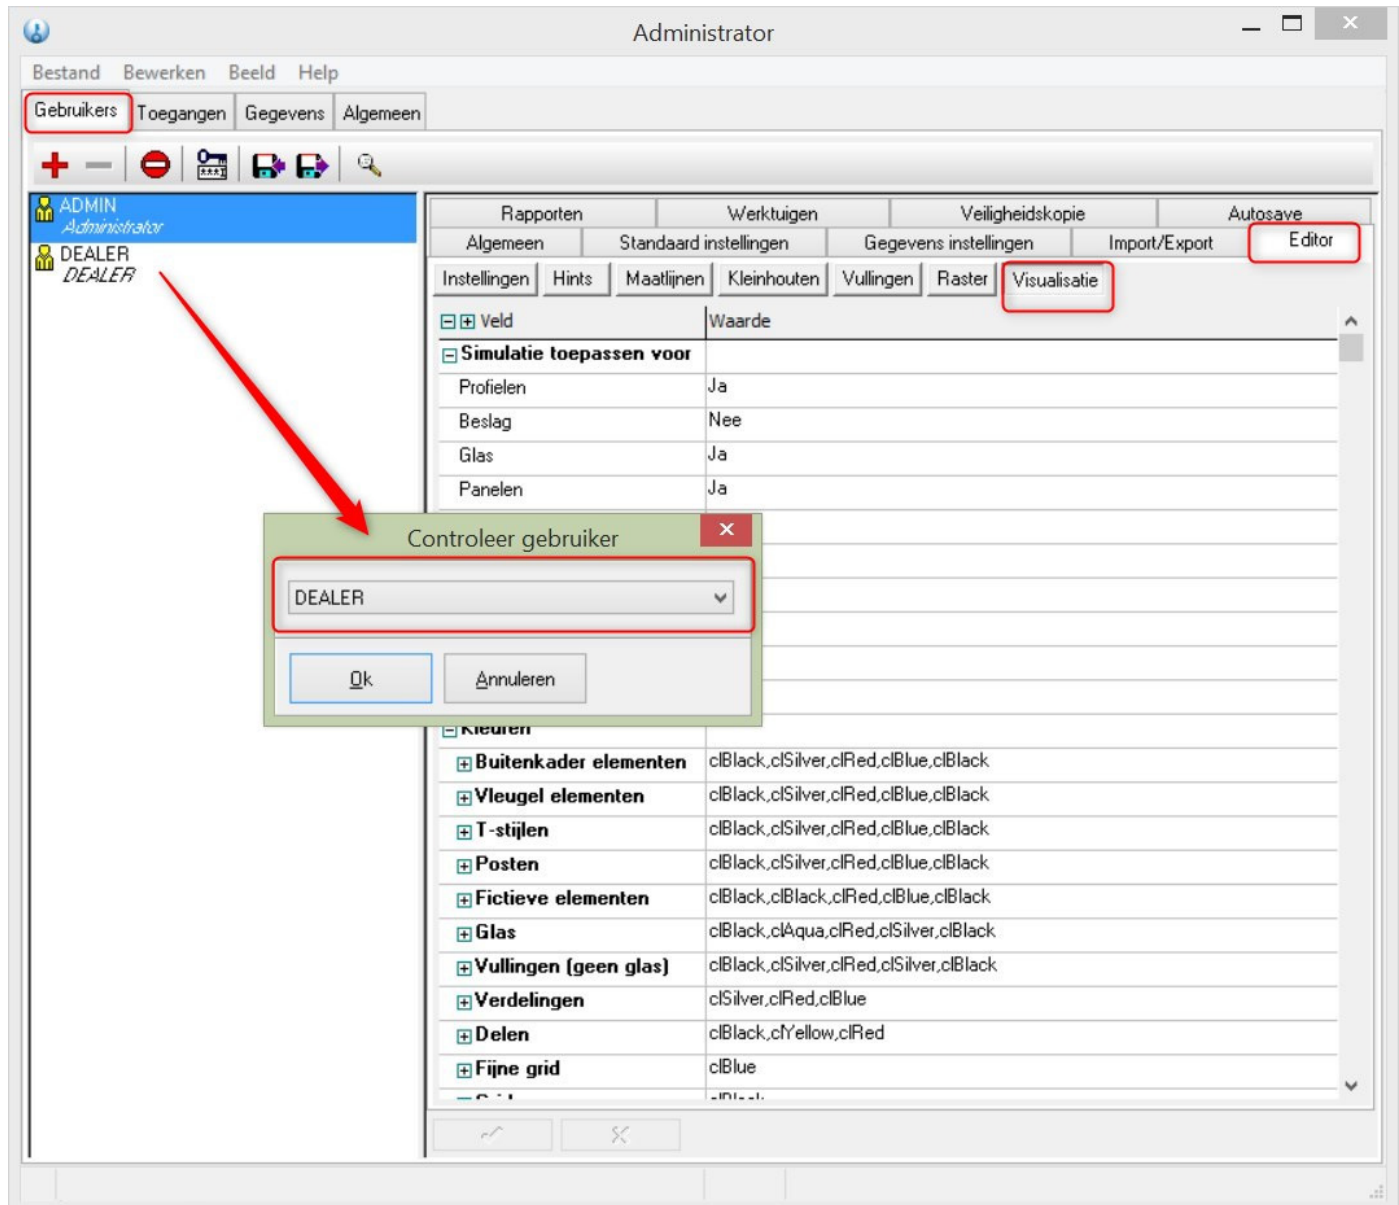 Administrator
Bestand Bewerken Beeld Help
Gebruikers Toegangen Gegevens Algemeen
ADMIN
Administrator
DEALER
DEALER
Rapporten Werktuigen Veiligheidskopie Autosave
Algemeen Standaard instellingen Gegevens instellingen Import/Export Editor
Instellingen Hints Maatlijnen Kleinhouten Vullingen Raster Visualisatie
Veld Waarde
Simulatie toepassen voor
Profielen Ja
Beslag Nee
Glas Ja
Panelen Ja
Controleer gebruiker
DEALER
Ok Annuleren
Kleuren
Buitenkader elementen clBlack,clSilver,clRed,clBlue,clBlack
Vleugel elementen clBlack,clSilver,clRed,clBlue,clBlack
T-stijlen clBlack,clSilver,clRed,clBlue,clBlack
Posten clBlack,clSilver,clRed,clBlue,clBlack
Fictieve elementen clBlack,clBlack,clRed,clBlue,clBlack
Glas clBlack,clAqua,clRed,clSilver,clBlack
Vullingen (geen glas) clBlack,clSilver,clRed,clSilver,clBlack
Verdelingen clSilver,clRed,clBlue
Delen clBlack,clYellow,clRed
Fijne grid clBlue